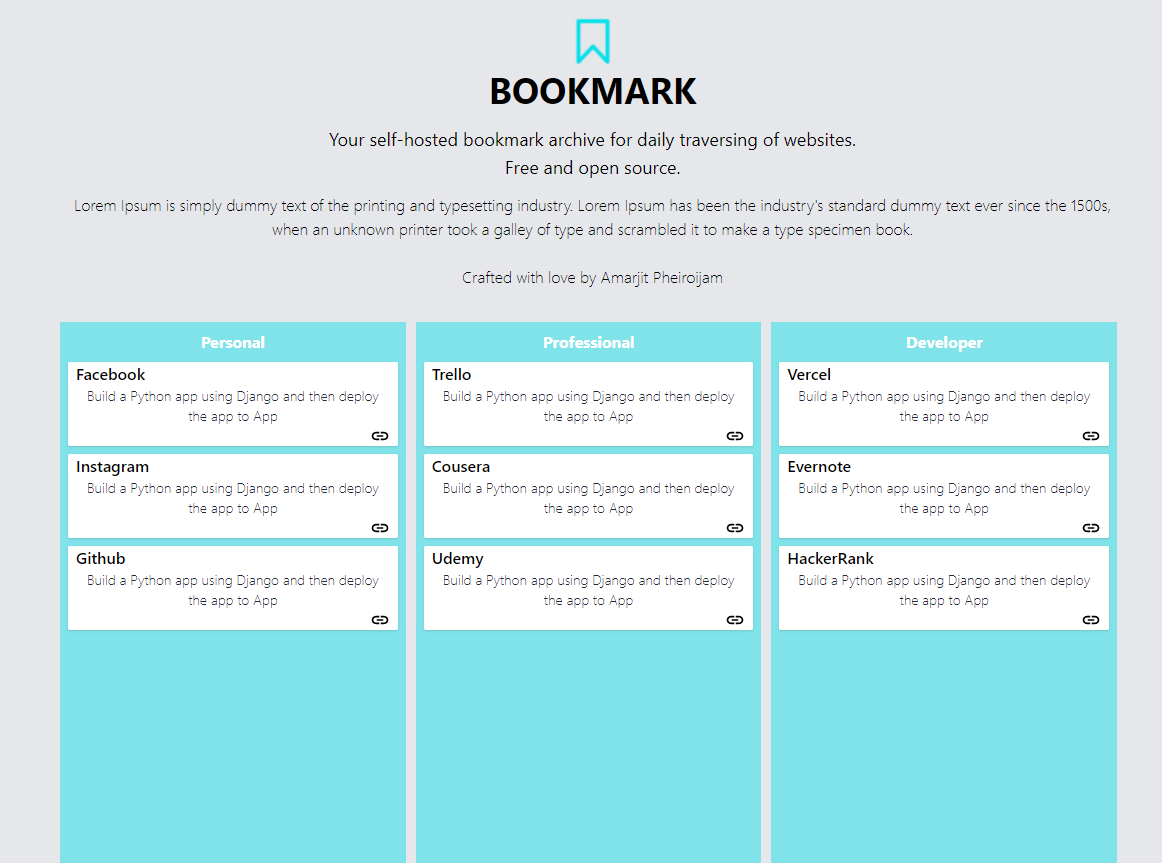 BOOKMARK
Your self-hosted bookmark archive for daily traversing of websites.
Free and open source.
Lorem Ipsum is simply dummy text of the printing and typesetting industry. Lorem Ipsum has been the industry's standard dummy text ever since the 1500s,
when an unknown printer took a galley of type and scrambled it to make a type specimen book.
Crafted with love by Amarjit Pheiroijam
Personal
Facebook
Build a Python app using Django and then deploy
the app to App
Instagram
Build a Python app using Django and then deploy
the app to App
Github
Build a Python app using Django and then deploy
the app to App
Professional
Trello
Build a Python app using Django and then deploy
the app to App
Cousera
Build a Python app using Django and then deploy
the app to App
Udemy
Build a Python app using Django and then deploy
the app to App
Developer
Vercel
Build a Python app using Django and then deploy
the app to App
Evernote
Build a Python app using Django and then deploy
the app to App
HackerRank
Build a Python app using Django and then deploy
the app to App